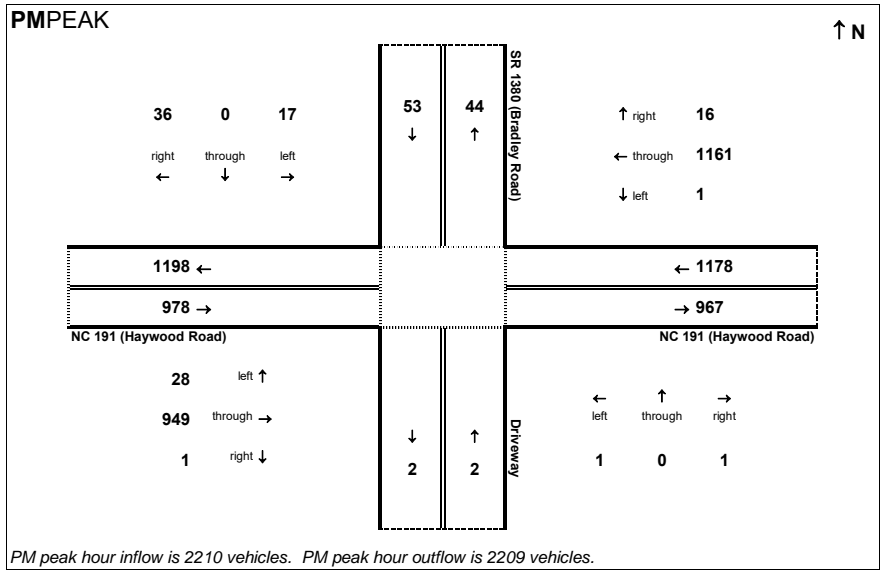 PMPEAK
↑ N
SR 1380 (Bradley Road)
36 0 17
right through left
← ↓ →
53 44
↓ ↑
↑ right 16
← through 1161
↓ left 1
1198 ←
← 1178
978 →
→ 967
NC 191 (Haywood Road)
NC 191 (Haywood Road)
28 left ↑
949 through →
1 right ↓
↓ ↑
2 2
Driveway
← ↑ →
left through right
1 0 1
PM peak hour inflow is 2210 vehicles. PM peak hour outflow is 2209 vehicles.